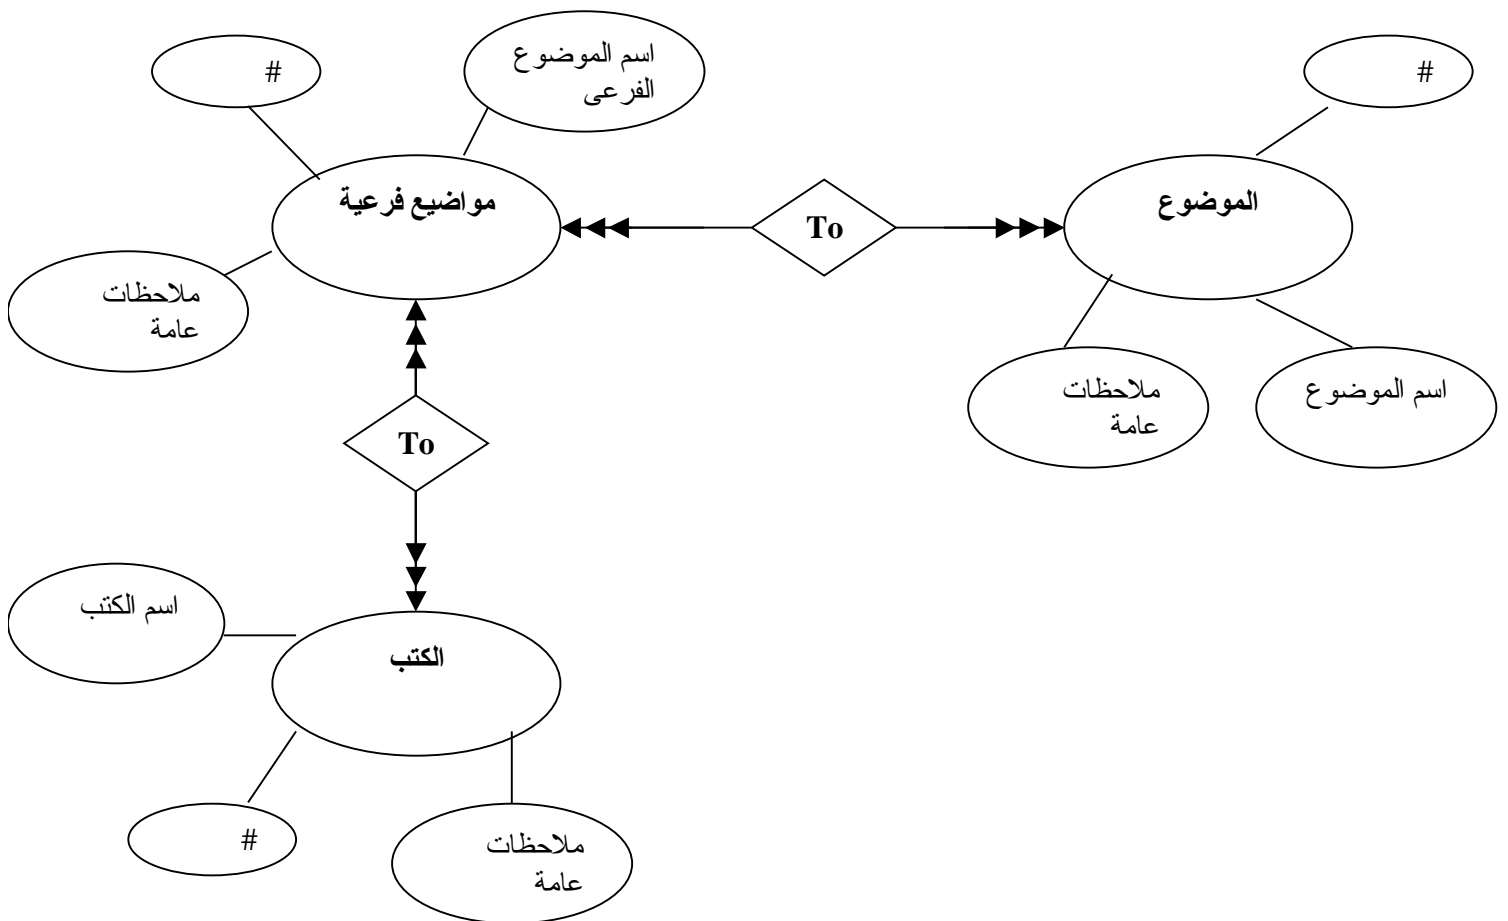 #
اسم الموضوع
الفرعى
#
مواضيع فرعية
الموضوع
To
ملاحظات
عامة
ملاحظات
عامة
اسم الموضوع
To
اسم الكتب
الكتب
#
ملاحظات
عامة